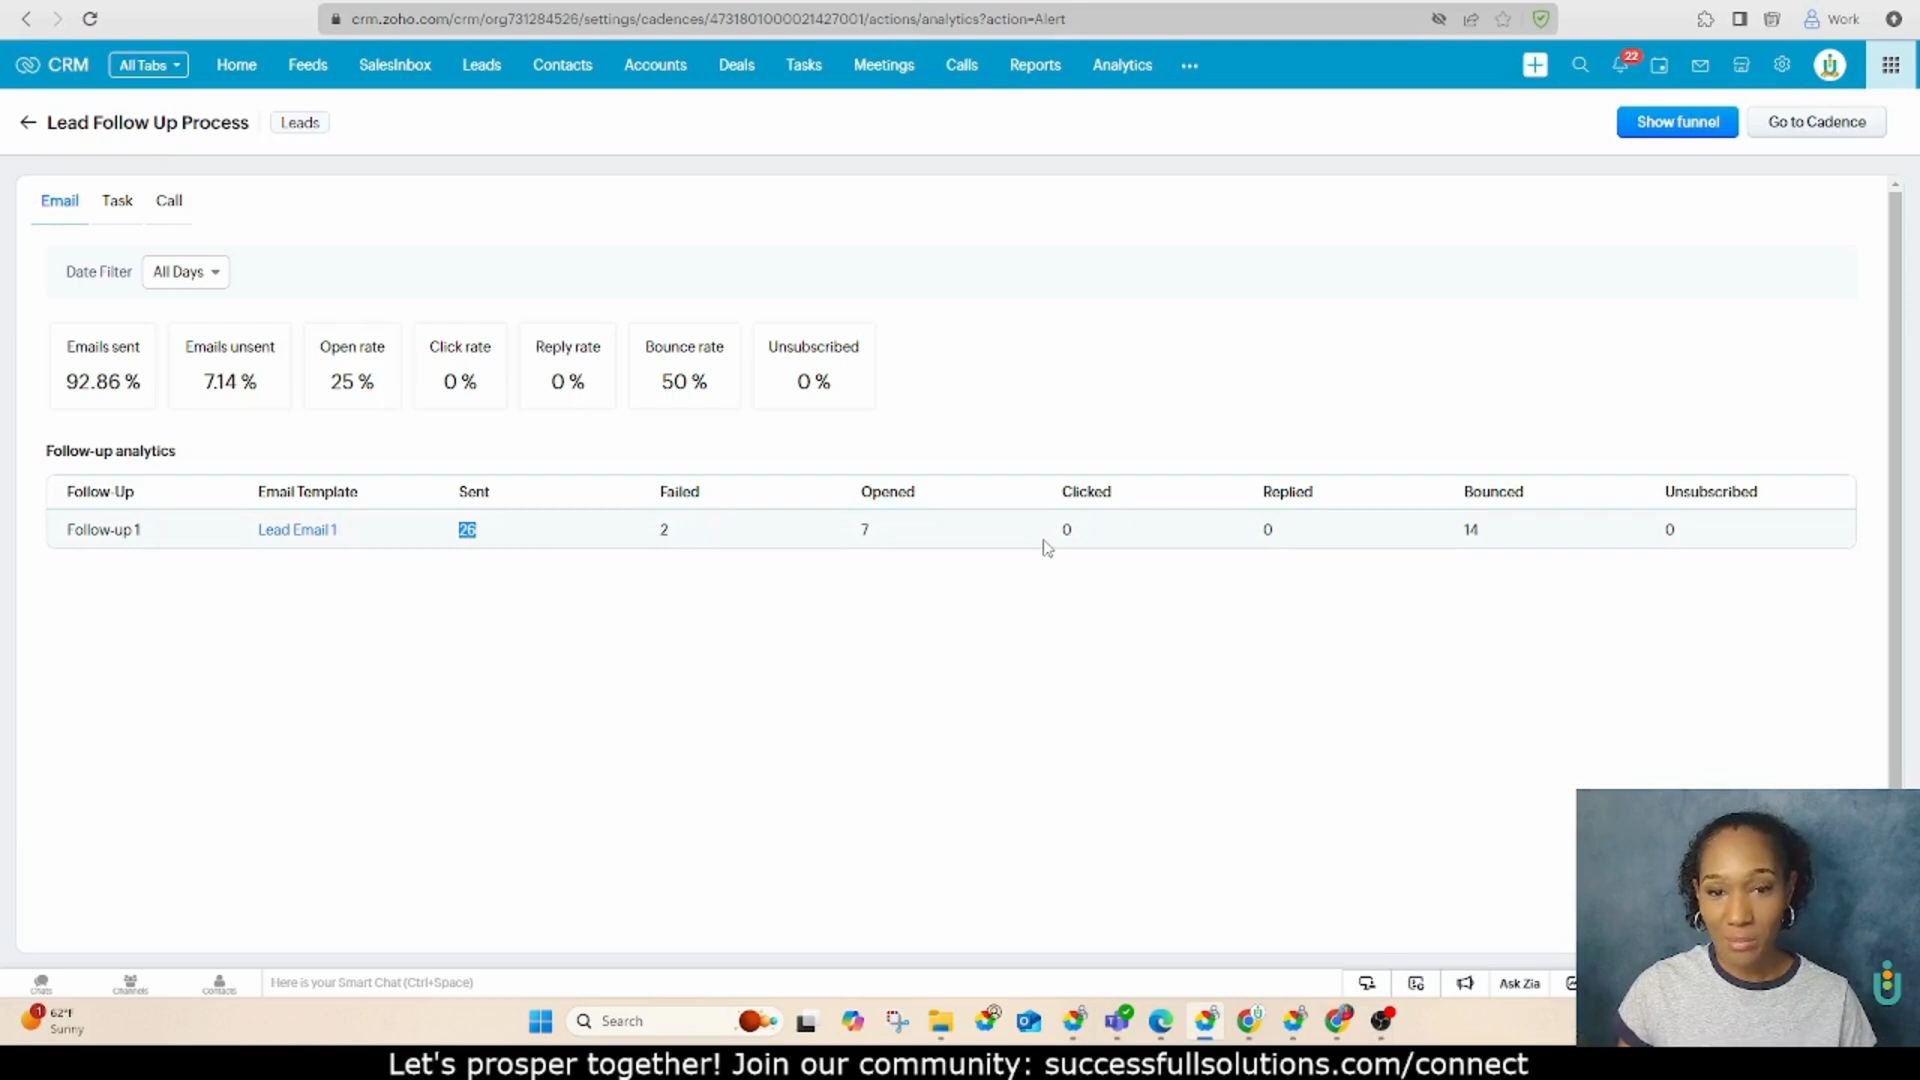 crm.zoho.com/crm/org731284526/settings/cadences/4731801000021427001/actions/analytics?action=Alert
Work
CRM
All Tabs
Home
Feeds
SalesInbox
Leads
Contacts
Accounts
Deals
Tasks
Meetings
Calls
Reports
Analytics
22
Lead Follow Up Process
Leads
Show funnel
Go to Cadence
Email
Task
Call
Date Filter
All Days
Emails sent
92.86 %
Emails unsent
7.14 %
Open rate
25 %
Click rate
0 %
Reply rate
0 %
Bounce rate
50 %
Unsubscribed
0 %
Follow-up analytics
Follow-Up Email Template Sent Failed Opened Clicked Replied Bounced Unsubscribed
Follow-up 1 Lead Email 1 26 2 7 0 0 14 0
Chats
Channels
Contacts
Here is your Smart Chat (Ctrl+Space)
Ask Zia
1
62°F
Sunny
Search
Let's prosper together! Join our community: successfullsolutions.com/connect